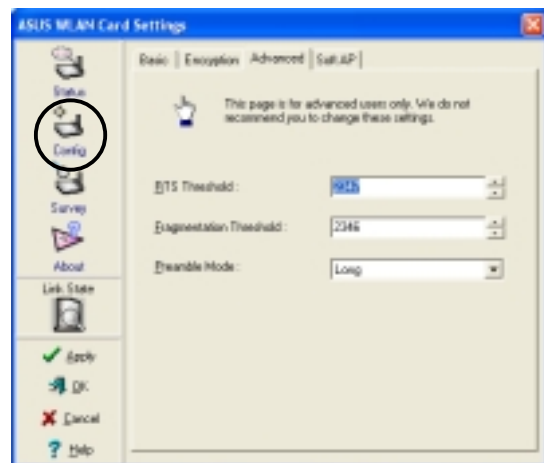 ASUS WLAN Card Settings
Status
Config
Survey
About
Link State
Apply
OK
Cancel
Help
Basic
Encryption
Advanced
Soft AP
This page is for advanced users only. We do not
recommend you to change these settings.
RTS Threshold :
Fragmentation Threshold :
2346
Preamble Mode :
Long